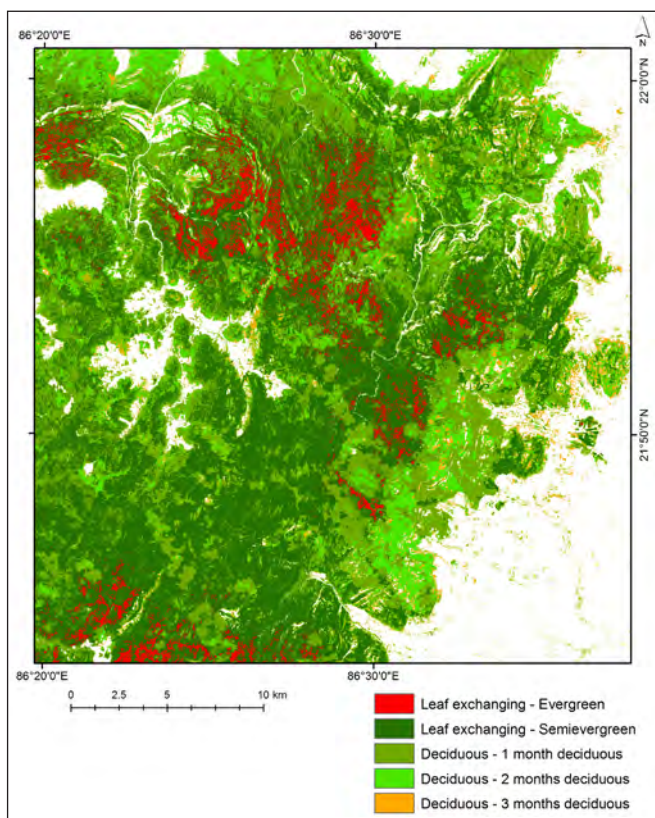 86°20'0"E
86°30'0"E
N
22°0'0"N
21°50'0"N
86°20'0"E
86°30'0"E
0 2.5 5 10 km
Leaf exchanging - Evergreen
Leaf exchanging - Semievergreen
Deciduous - 1 month deciduous
Deciduous - 2 months deciduous
Deciduous - 3 months deciduous